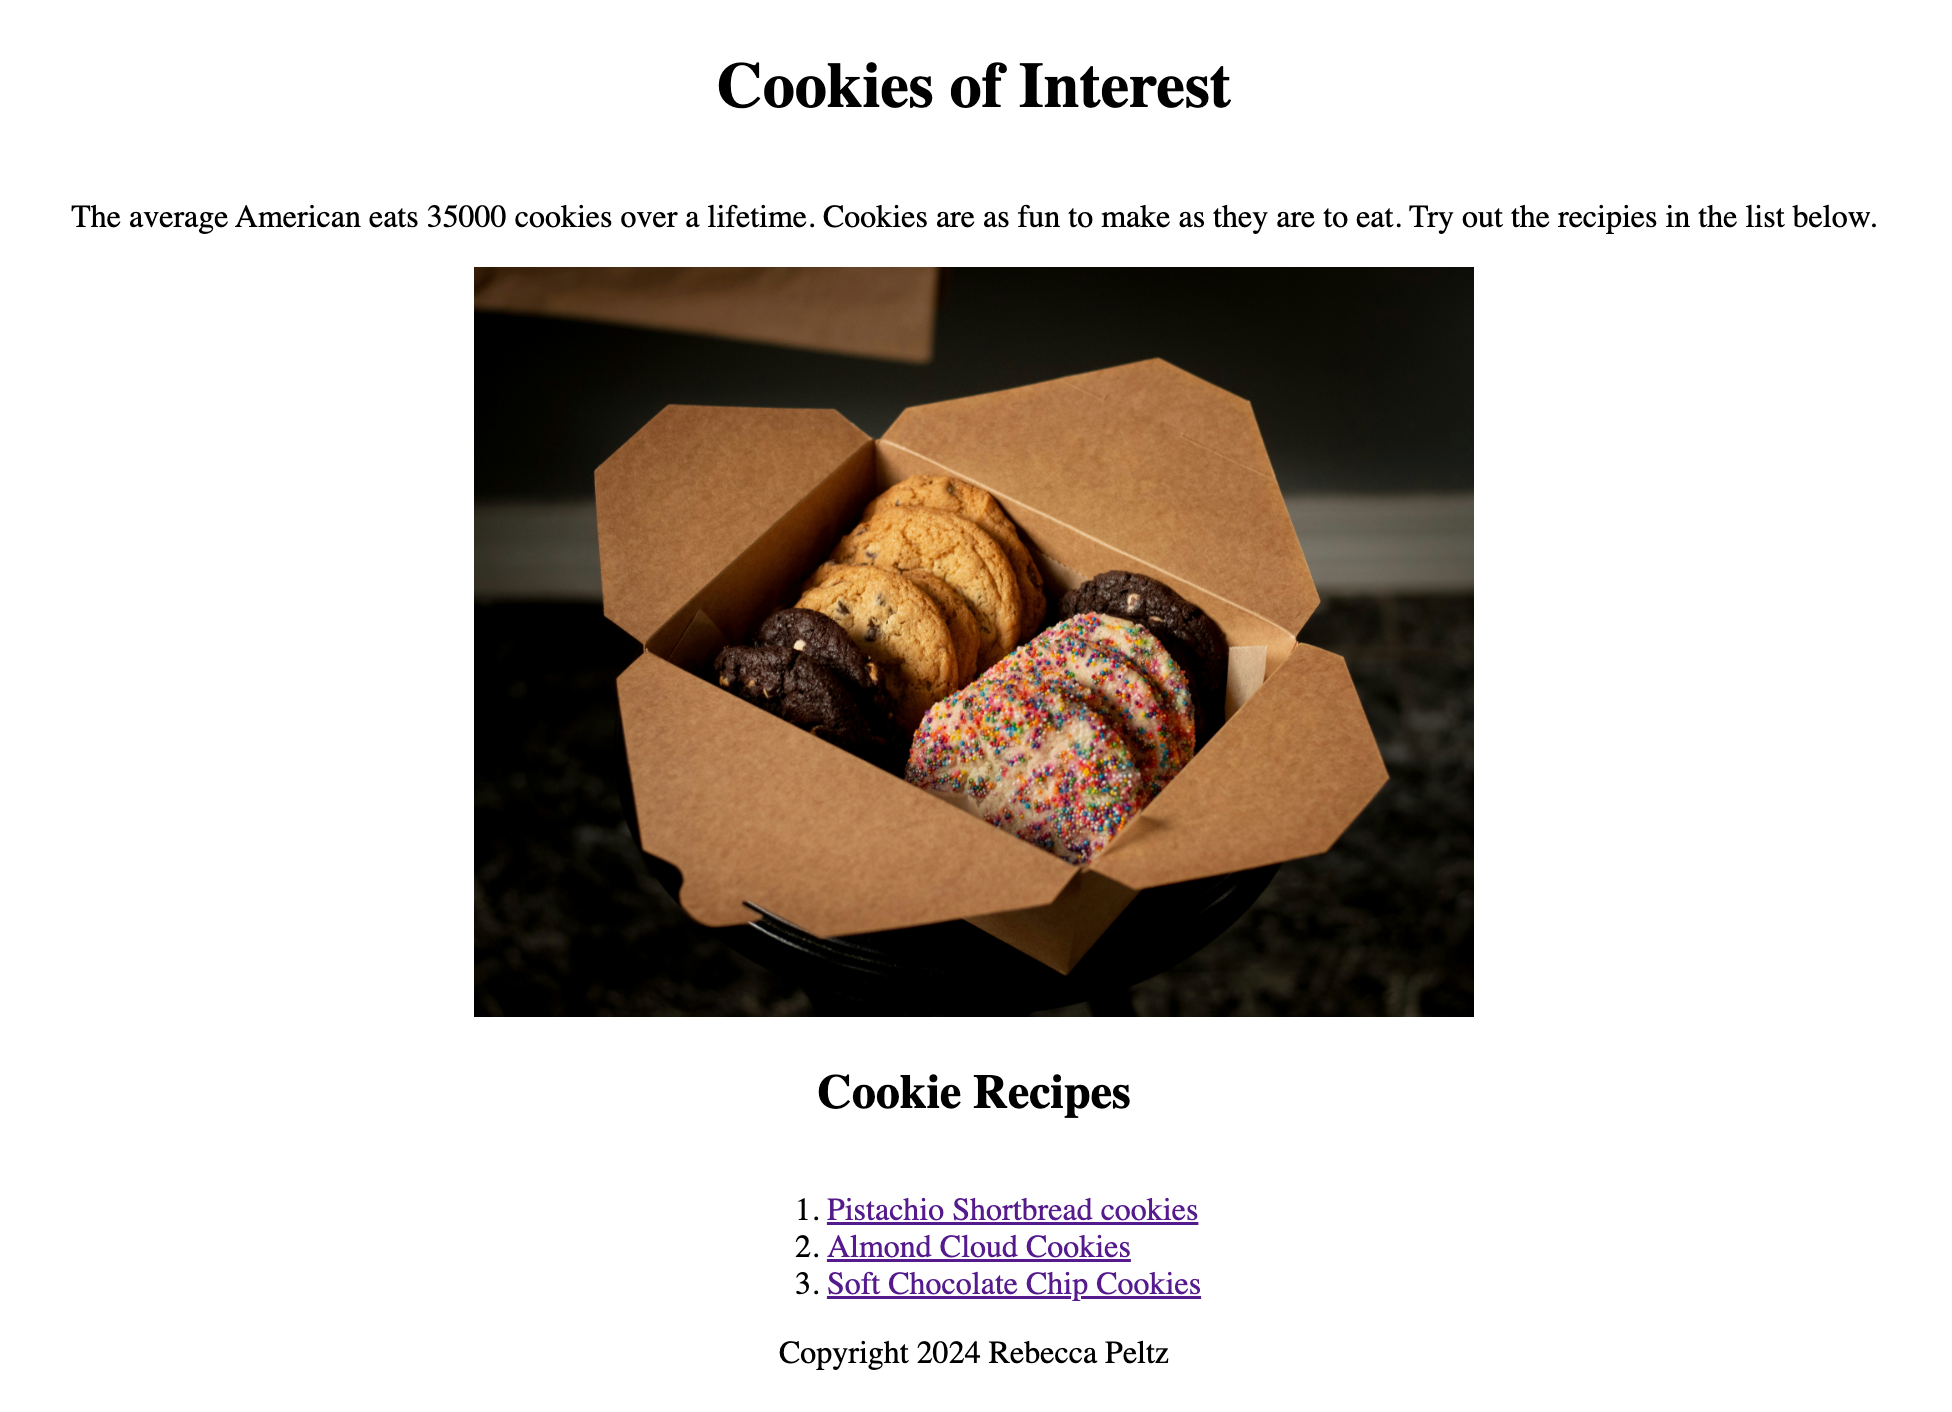 Cookies of Interest
The average American eats 35000 cookies over a lifetime. Cookies are as fun to make as they are to eat. Try out the recipies in the list below.
Cookie Recipes
1. Pistachio Shortbread cookies
2. Almond Cloud Cookies
3. Soft Chocolate Chip Cookies
Copyright 2024 Rebecca Peltz